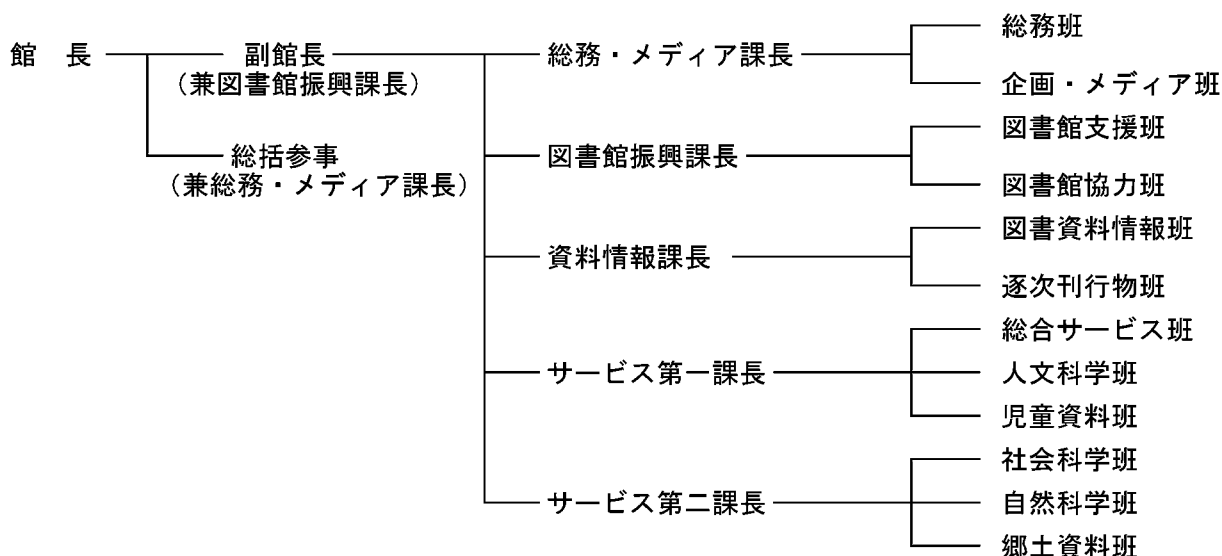 館　長
副館長
（兼図書館振興課長）
総括参事
（兼総務・メディア課長）
総務・メディア課長
総務班
企画・メディア班
図書館振興課長
図書館支援班
図書館協力班
資料情報課長
図書資料情報班
逐次刊行物班
サービス第一課長
総合サービス班
人文科学班
児童資料班
サービス第二課長
社会科学班
自然科学班
郷土資料班